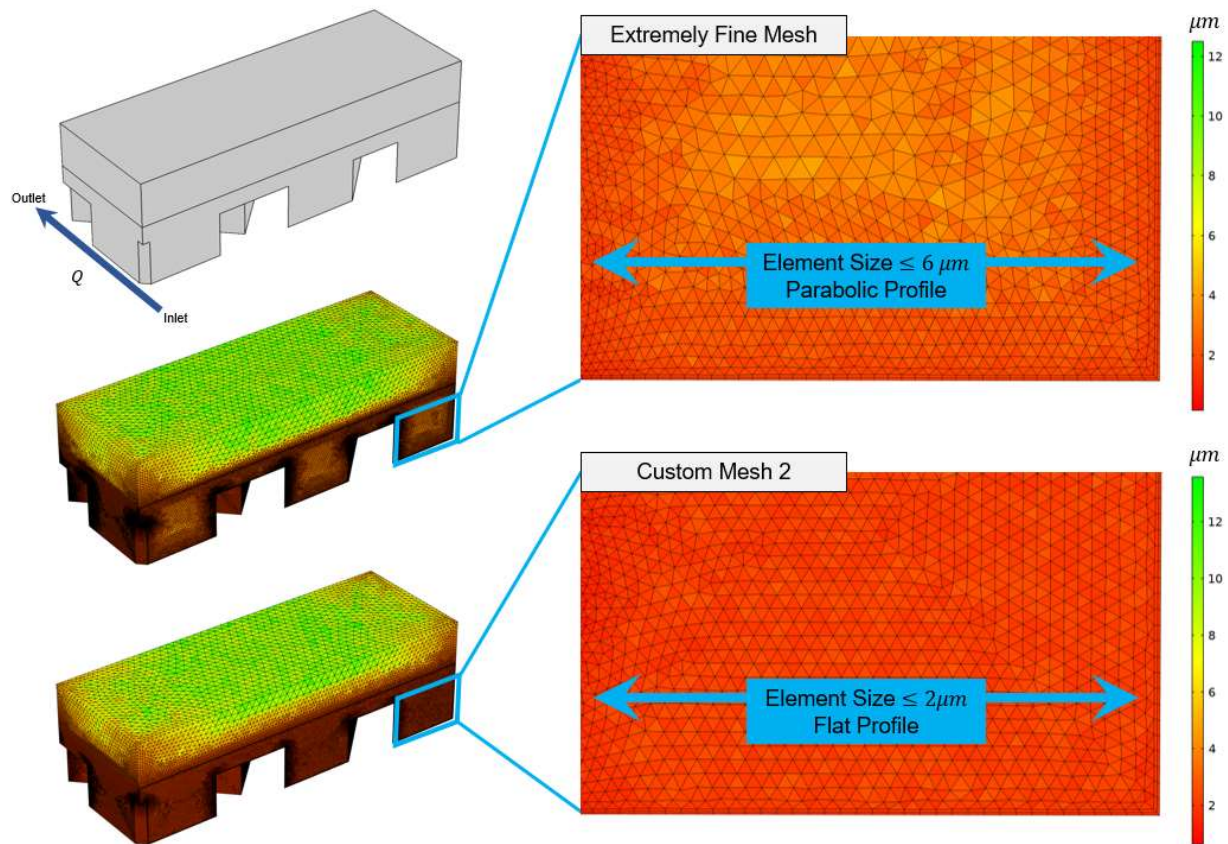 Outlet
Q
Inlet
Extremely Fine Mesh
Element Size ≤ 6 μm
Parabolic Profile
μm
12
10
8
6
4
2
Custom Mesh 2
Element Size ≤ 2μm
Flat Profile
μm
12
10
8
6
4
2